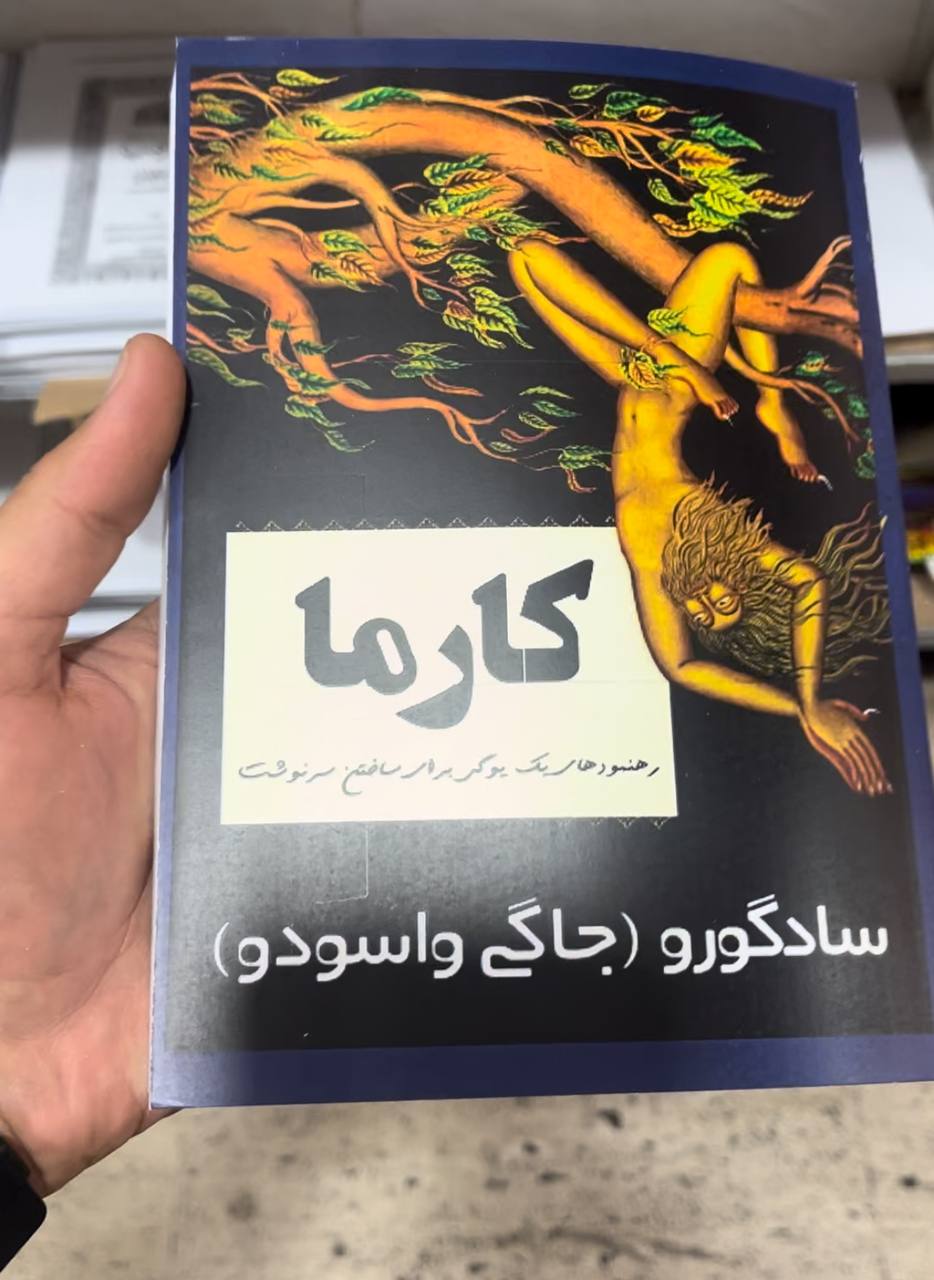 کارما
رهنمودهای یک یوگی برای ساختن سرنوشت
سادگورو (جاگی واسودو)